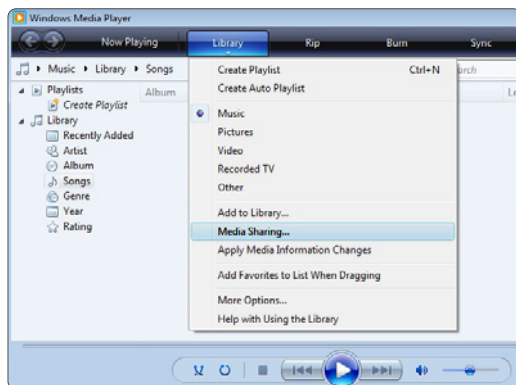 Windows Media Player
Now Playing Library Rip Burn Sync
Music Library Songs
Playlists Album
Create Playlist
Library
Recently Added
Artist
Album
Songs
Genre
Year
Rating
Create Playlist Ctrl+N
Create Auto Playlist
Music
Pictures
Video
Recorded TV
Other
Add to Library...
Media Sharing...
Apply Media Information Changes
Add Favorites to List When Dragging
More Options...
Help with Using the Library